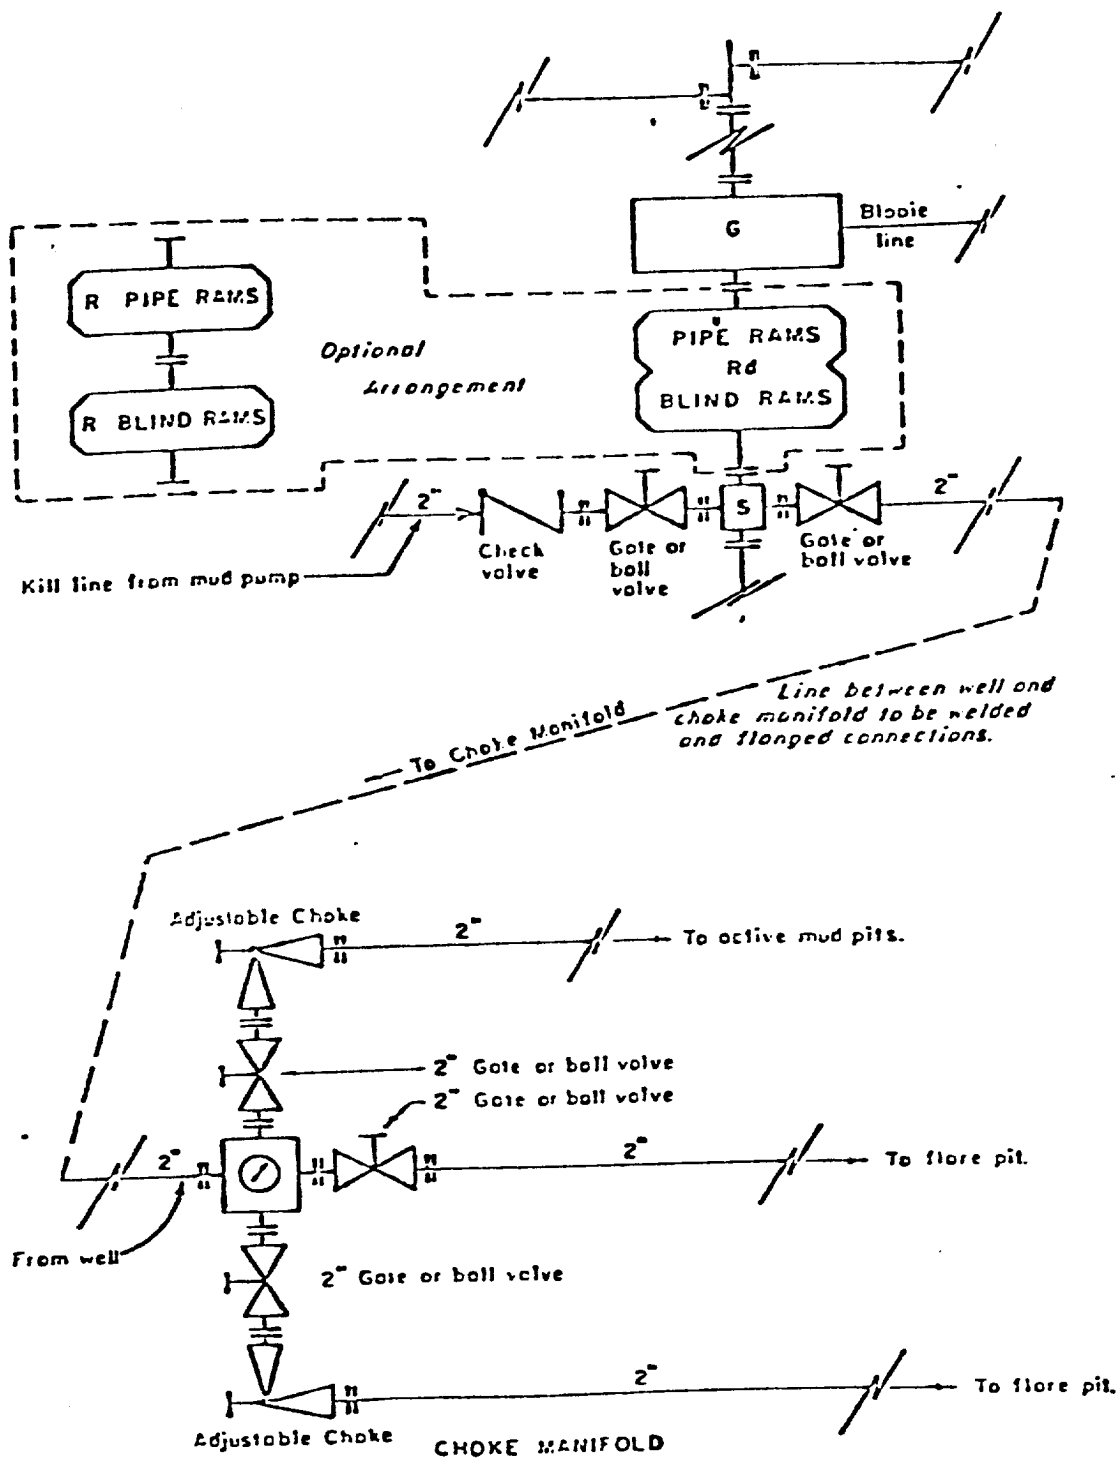 G
Blooie
line
R PIPE RAMS
R BLIND RAMS
Optional
Arrangement
PIPE RAMS
Rd
BLIND RAMS
2"
S
2"
Check
valve
Gate or
ball
valve
Gate or
ball valve
Kill line from mud pump
Line between well and
choke manifold to be welded
and flanged connections.
To Choke Manifold
Adjustable Choke
2"
To active mud pits.
2" Gate or ball valve
2" Gate or ball valve
2"
2"
To flare pit.
From well
2" Gate or ball valve
2"
To flare pit.
Adjustable Choke
CHOKE MANIFOLD